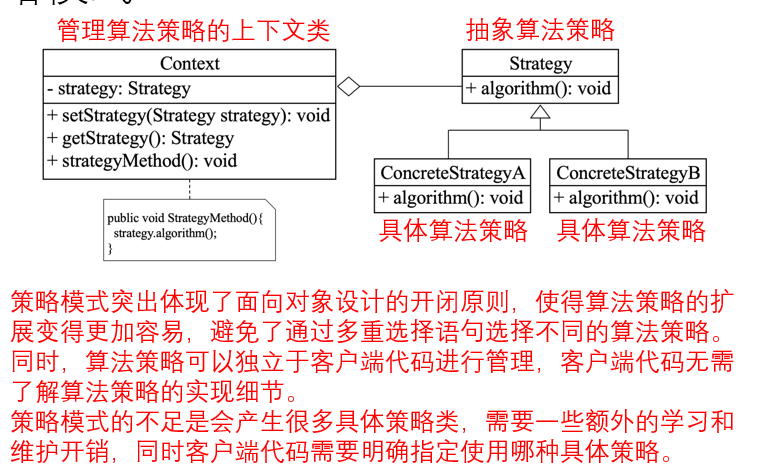 管理算法策略的上下文类
抽象算法策略
Context
- strategy: Strategy
+ setStrategy(Strategy strategy): void
+ getStrategy(): Strategy
+ strategyMethod(): void
Strategy
+ algorithm(): void
public void StrategyMethod(){
strategy.algorithm();
}
ConcreteStrategyA
+ algorithm(): void
具体算法策略
ConcreteStrategyB
+ algorithm(): void
具体算法策略
策略模式突出体现了面向对象设计的开闭原则，使得算法策略的扩
展变得更加容易，避免了通过多重选择语句选择不同的算法策略。
同时，算法策略可以独立于客户端代码进行管理，客户端代码无需
了解算法策略的实现细节。
策略模式的不足是会产生很多具体策略类，需要一些额外的学习和
维护开销，同时客户端代码需要明确指定使用哪种具体策略。